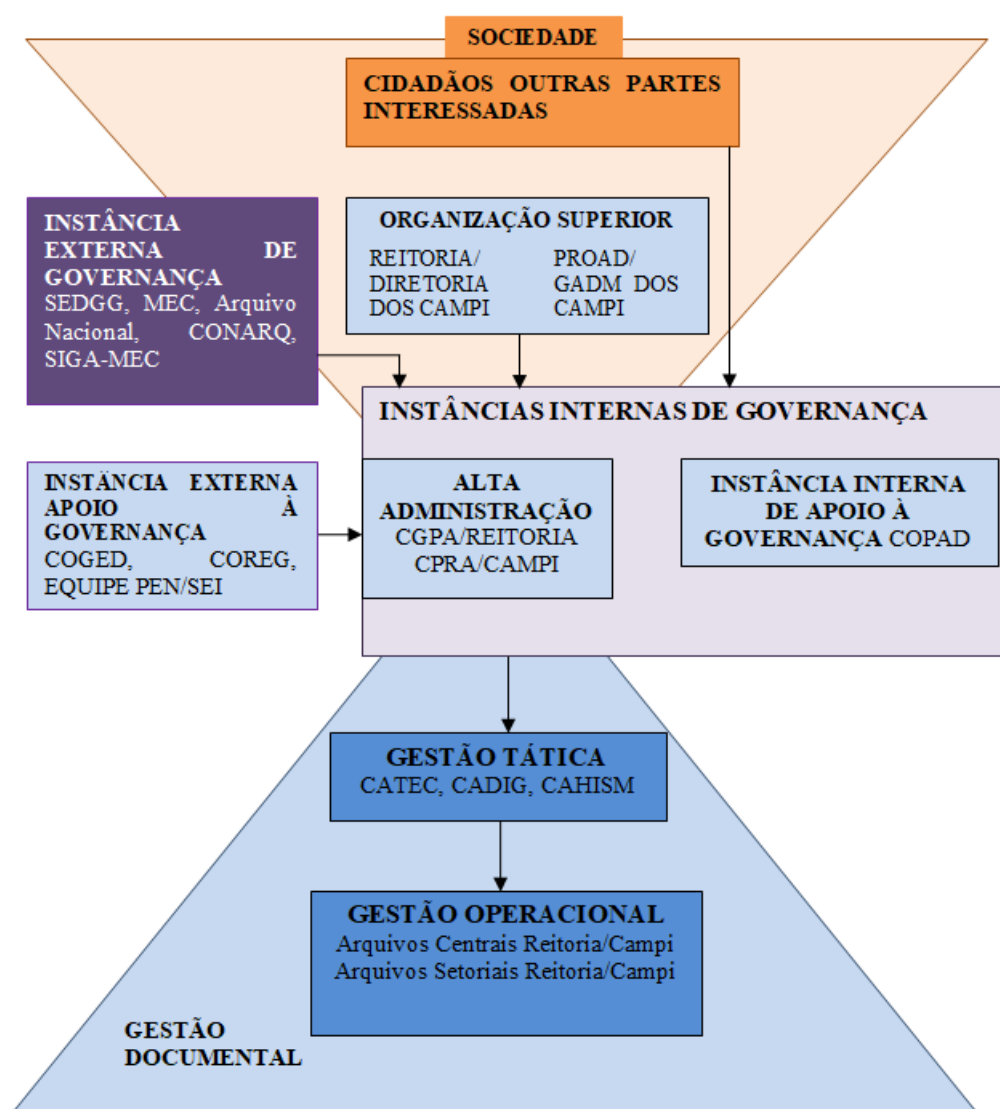 SOCIEDADE
CIDADÃOS OUTRAS PARTES
INTERESSADAS
INSTÂNCIA
EXTERNA DE
GOVERNANÇA
SEDGG, MEC, Arquivo
Nacional, CONARQ,
SIGA-MEC
ORGANIZAÇÃO SUPERIOR
REITORIA/
DIRETORIA
DOS CAMPI
PROAD/
GADM DOS
CAMPI
INSTÂNCIAS INTERNAS DE GOVERNANÇA
INSTÂNCIA EXTERNA
APOIO À
GOVERNANÇA
COGED, COREG,
EQUIPE PEN/SEI
ALTA
ADMINISTRAÇÃO
CGPA/REITORIA
CPRA/CAMPI
INSTÂNCIA INTERNA
DE APOIO À
GOVERNANÇA COPAD
GESTÃO TÁTICA
CATEC, CADIG, CAHISM
GESTÃO OPERACIONAL
Arquivos Centrais Reitoria/Campi
Arquivos Setoriais Reitoria/Campi
GESTÃO
DOCUMENTAL